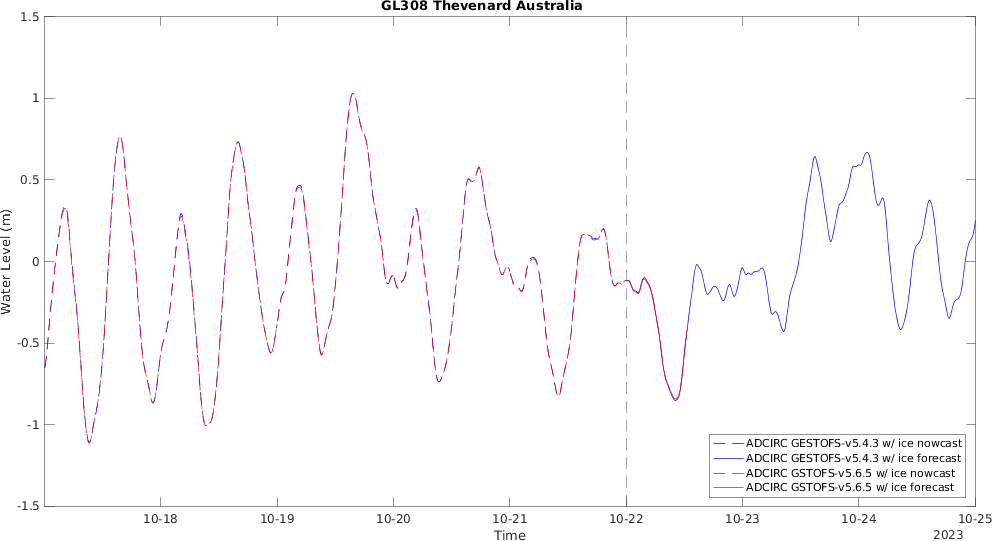 GL308 Thevenard Australia
1.5
1
0.5
0
-0.5
-1
-1.5
Water Level (m)
10-18
10-19
10-20
10-21
10-22
10-23
10-24
10-25
Time
2023
ADCIRC GESTOFS-v5.4.3 w/ ice nowcast
ADCIRC GESTOFS-v5.4.3 w/ ice forecast
ADCIRC GSTOFS-v5.6.5 w/ ice nowcast
ADCIRC GSTOFS-v5.6.5 w/ ice forecast